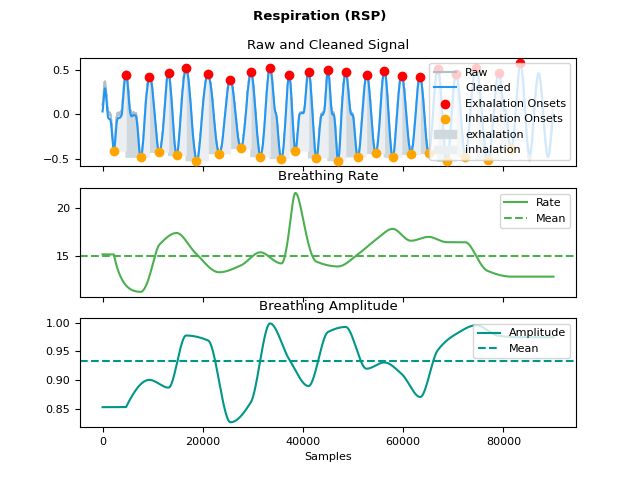 Respiration (RSP)
Raw and Cleaned Signal
0.5
0.0
−0.5
Raw
Cleaned
Exhalation Onsets
Inhalation Onsets
exhalation
inhalation
Breathing Rate
20
15
Rate
Mean
Breathing Amplitude
1.00
0.95
0.90
0.85
Amplitude
Mean
0 20000 40000 60000 80000
Samples